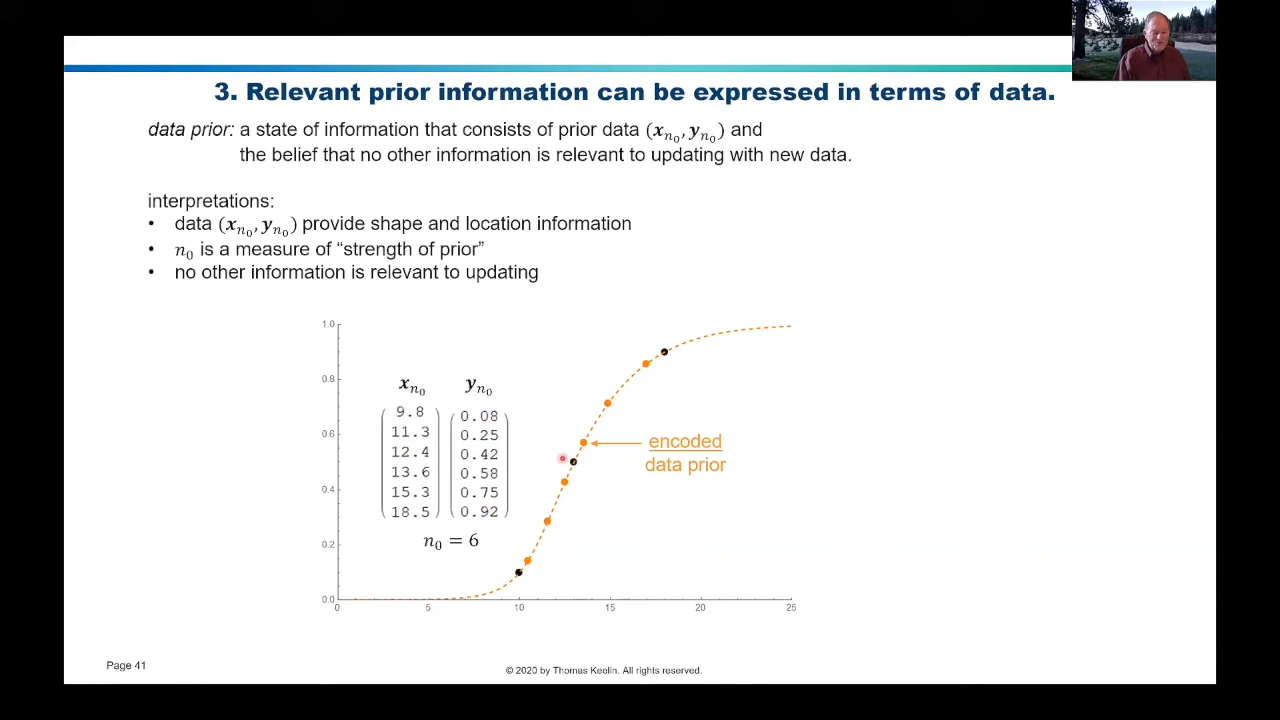 3. Relevant prior information can be expressed in terms of data.
data prior: a state of information that consists of prior data (xₙ₀, yₙ₀) and
the belief that no other information is relevant to updating with new data.
interpretations:
• data (xₙ₀, yₙ₀) provide shape and location information
• n₀ is a measure of “strength of prior”
• no other information is relevant to updating
1.0
0.8
0.6
0.4
0.2
0.0
0 5 10 15 20 25
xₙ₀ yₙ₀
9.8 0.08
11.3 0.25
12.4 0.42
13.6 0.58
15.3 0.75
18.5 0.92
n₀ = 6
encoded
data prior
Page 41
© 2020 by Thomas Keelin. All rights reserved.